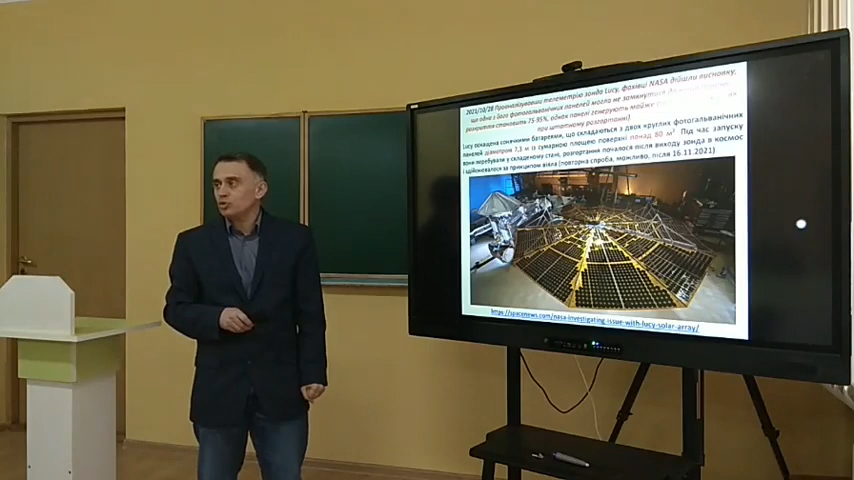 2021/10/28 Проаналізувавши телеметрію зонда Lucy, фахівці NASA дійшли висновку,
що одна з його фотогальванічних панелей могла не замкнутися
розкриття становить 75-95%, однак панелі генерують майже
при штатному розгортанні)
Lucy оснащена сонячними батареями, що складаються з двох круглих фотогальванічних
панелей діаметром 7,3 м із сумарною площею поверхні понад 80 м². Під час запуску
вони перебували у складеному стані, розгортання почалося після виходу зонда в космос
і здійснювалося за принципом віяла (повторна спроба, можливо, після 16.11.2021)
https://spacenews.com/nasa-investigating-issue-with-lucy-solar-array/